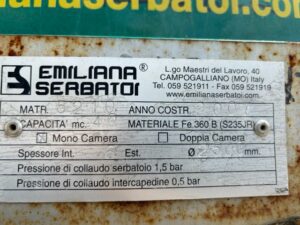 EMILIANA
SERBATOI
L.go Maestri del Lavoro, 40
CAMPOGALLIANO (MO) Italy
Tel. 059 521911 - Fax 059 521919
www.emilianaserbatoi.com
MATR. ANNO COSTR.
CAPACITA' mc. MATERIALE Fe 360 B (S235JR)
Mono Camera Doppia Camera
Spessore Int. Est. Ø mm.
Pressione di collaudo serbatoio 1,5 bar
Pressione di collaudo intercapedine 0,5 bar